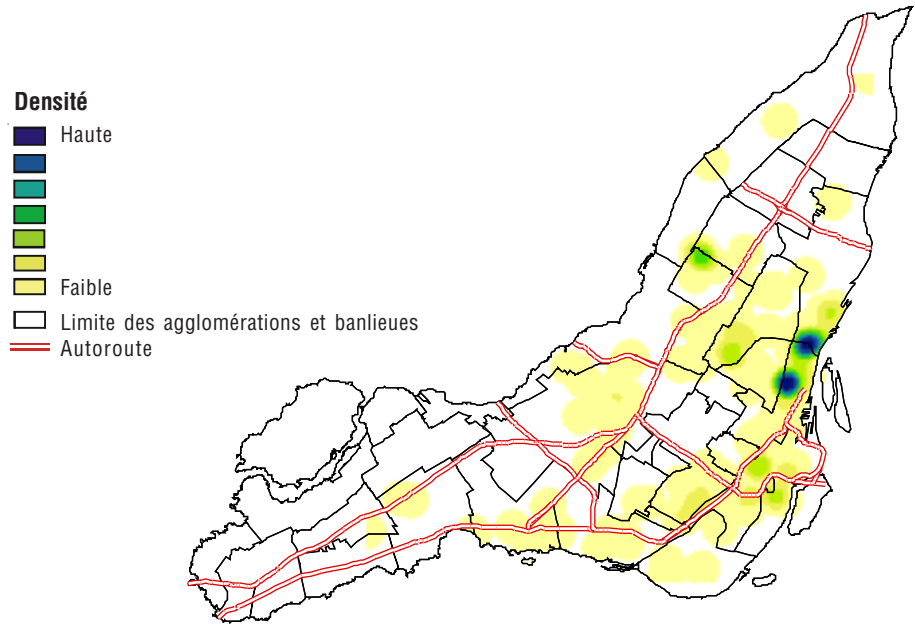 Densité
Haute
Faible
Limite des agglomérations et banlieues
Autoroute